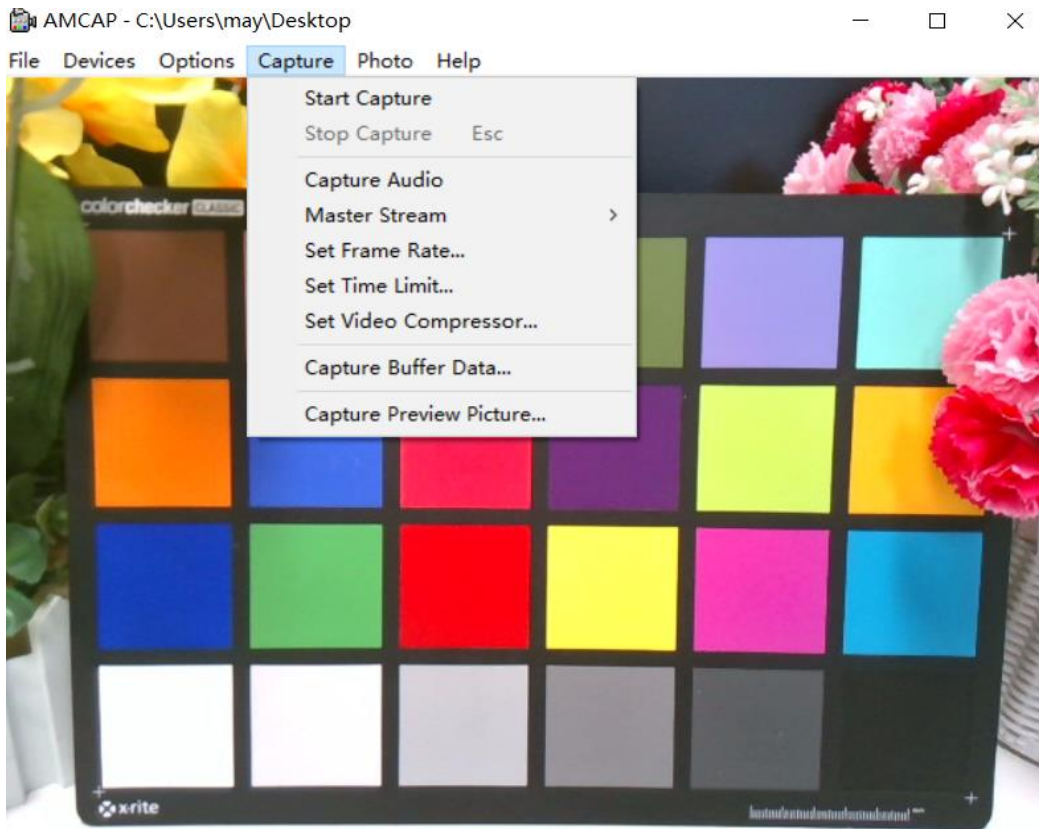 AMCAP - C:\Users\may\Desktop
File Devices Options Capture Photo Help
Start Capture
Stop Capture Esc
Capture Audio
Master Stream
Set Frame Rate...
Set Time Limit...
Set Video Compressor...
Capture Buffer Data...
Capture Preview Picture...
colorchecker CLASSIC
x-rite